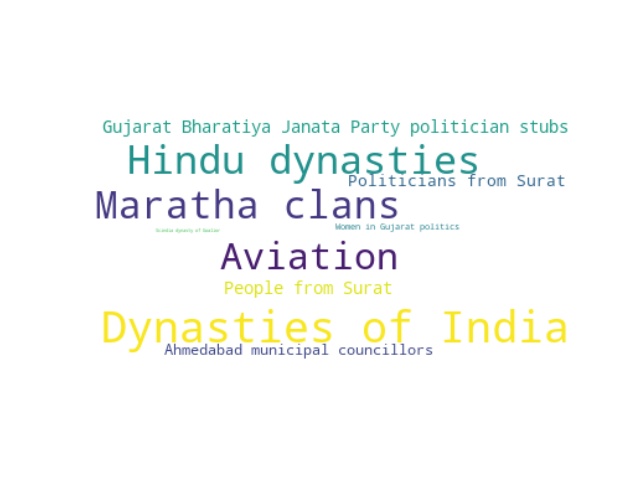 Gujarat Bharatiya Janata Party politician stubs
Hindu dynasties
Politicians from Surat
Maratha clans
Women in Gujarat politics
Scindia dynasty of Gwalior
Aviation
People from Surat
Dynasties of India
Ahmedabad municipal councillors